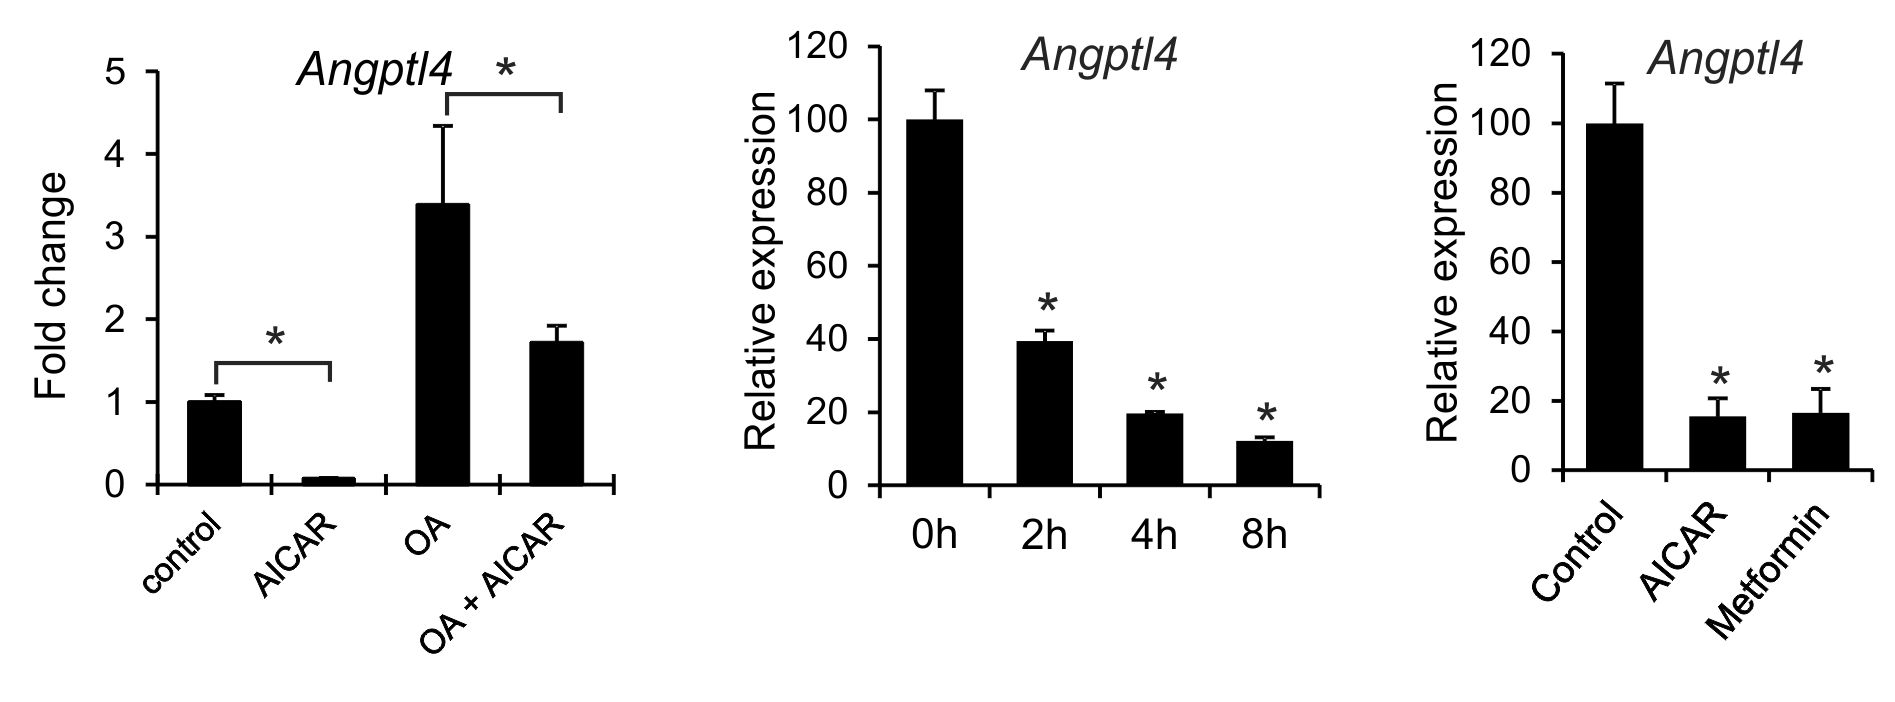 Angptl4
*
5
4
3
2
1
0
Fold change
*
control
AICAR
OA
OA + AICAR
Angptl4
120
100
80
60
40
20
0
Relative expression
*
*
*
0h 2h 4h 8h
Angptl4
120
100
80
60
40
20
0
Relative expression
*
*
Control
AICAR
Metformin